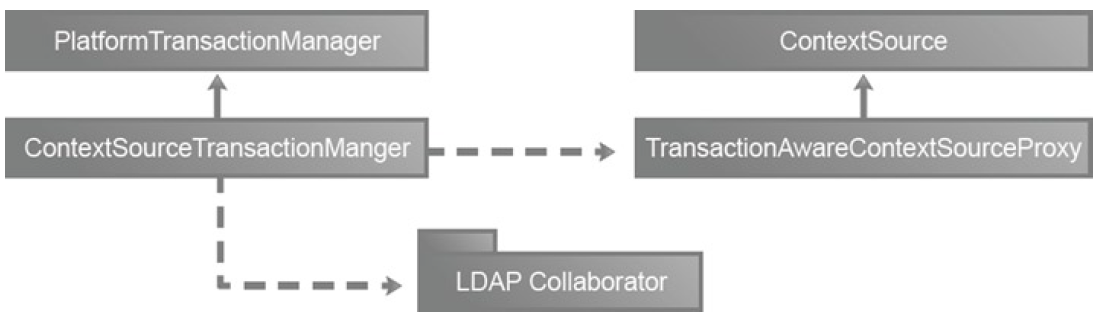 PlatformTransactionManager
ContextSource
ContextSourceTransactionManger
TransactionAwareContextSourceProxy
LDAP Collaborator